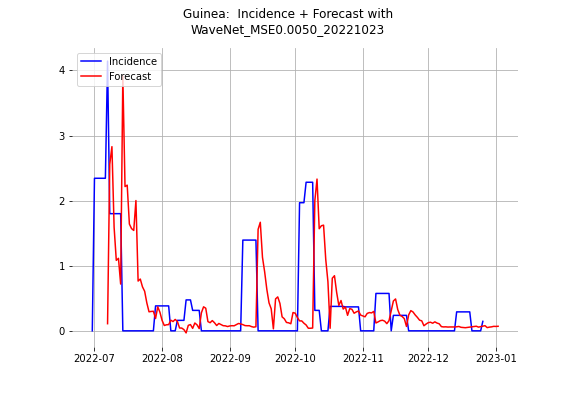 Guinea:  Incidence + Forecast with
WaveNet_MSE0.0050_20221023
Incidence
Forecast
4
3
2
1
0
2022-07 2022-08 2022-09 2022-10 2022-11 2022-12 2023-01